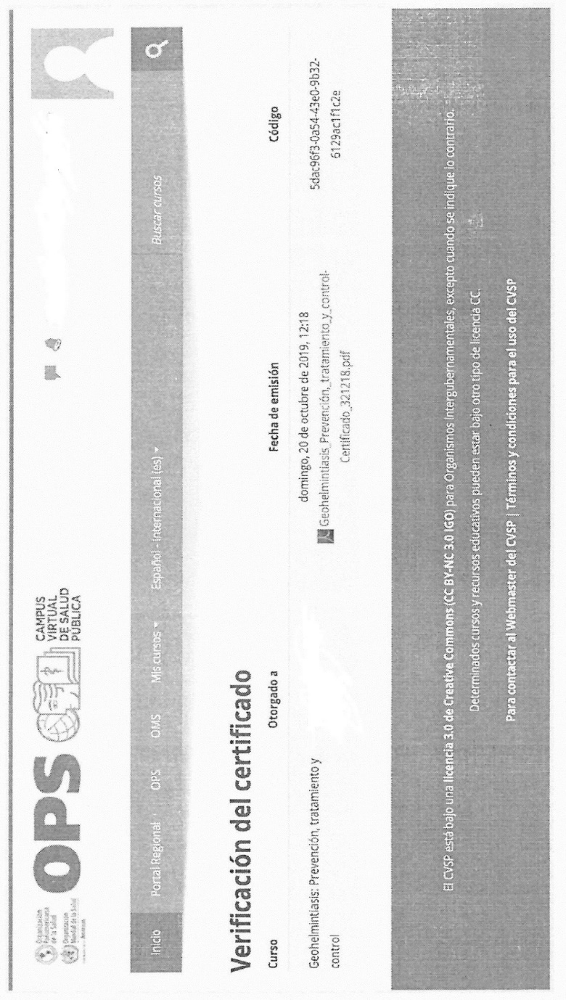 Organización
Panamericana
de la Salud
Organización
Mundial de la Salud
OPS
CAMPUS
VIRTUAL
DE SALUD
PÚBLICA
Inicio Portal Regional OPS OMS Mis cursos Español - Internacional (es) Buscar cursos
Verificación del certificado
Curso Otorgado a Fecha de emisión Código
Geohelmintiasis: Prevención, tratamiento y
control
domingo, 20 de octubre de 2019, 12:18
Geohelmintiasis_Prevención,_tratamiento_y_control-
Certificado_321218.pdf
5dac96f3-0a54-43e0-9b32-
6129ac1f1c2e
El CVSP está bajo una licencia 3.0 de Creative Commons (CC BY-NC 3.0 IGO) para Organismos Intergubernamentales, excepto cuando se indique lo contrario.
Determinados cursos y recursos educativos pueden estar bajo otro tipo de licencia CC.
Para contactar al Webmaster del CVSP | Términos y condiciones para el uso del CVSP